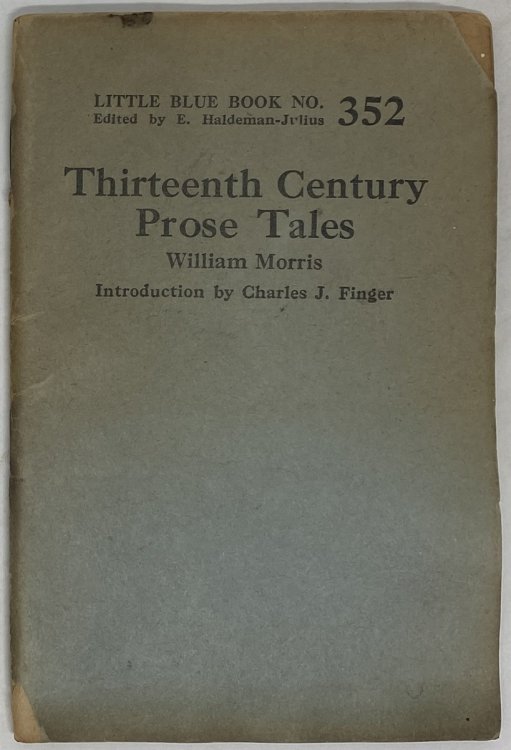 LITTLE BLUE BOOK NO. 352
Edited by E. Haldeman-Julius
Thirteenth Century
Prose Tales
William Morris
Introduction by Charles J. Finger